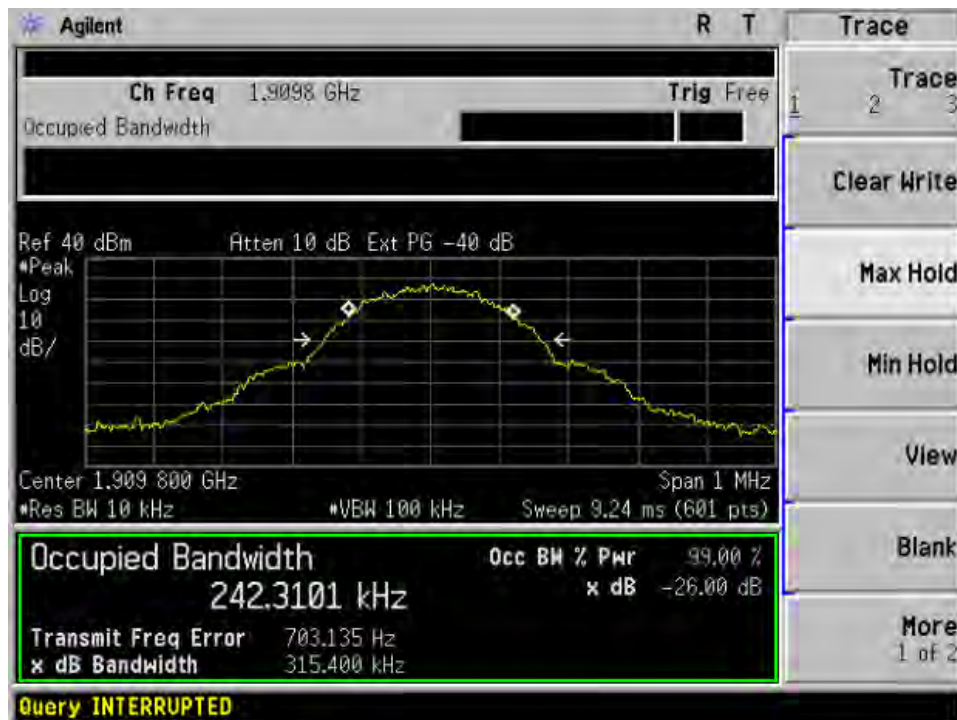 Agilent R T Trace
Ch Freq 1.9098 GHz Trig Free
Occupied Bandwidth
Trace
1 2 3
Clear Write
Max Hold
Min Hold
View
Blank
More
1 of 2
Ref 40 dBm Atten 10 dB Ext PG -40 dB
#Peak
Log
10
dB/
Center 1.909 800 GHz Span 1 MHz
#Res BW 10 kHz #VBW 100 kHz Sweep 9.24 ms (601 pts)
Occupied Bandwidth Occ BW % Pwr 99.00 %
242.3101 kHz x dB -26.00 dB
Transmit Freq Error 703.135 Hz
x dB Bandwidth 315.400 kHz
Query INTERRUPTED